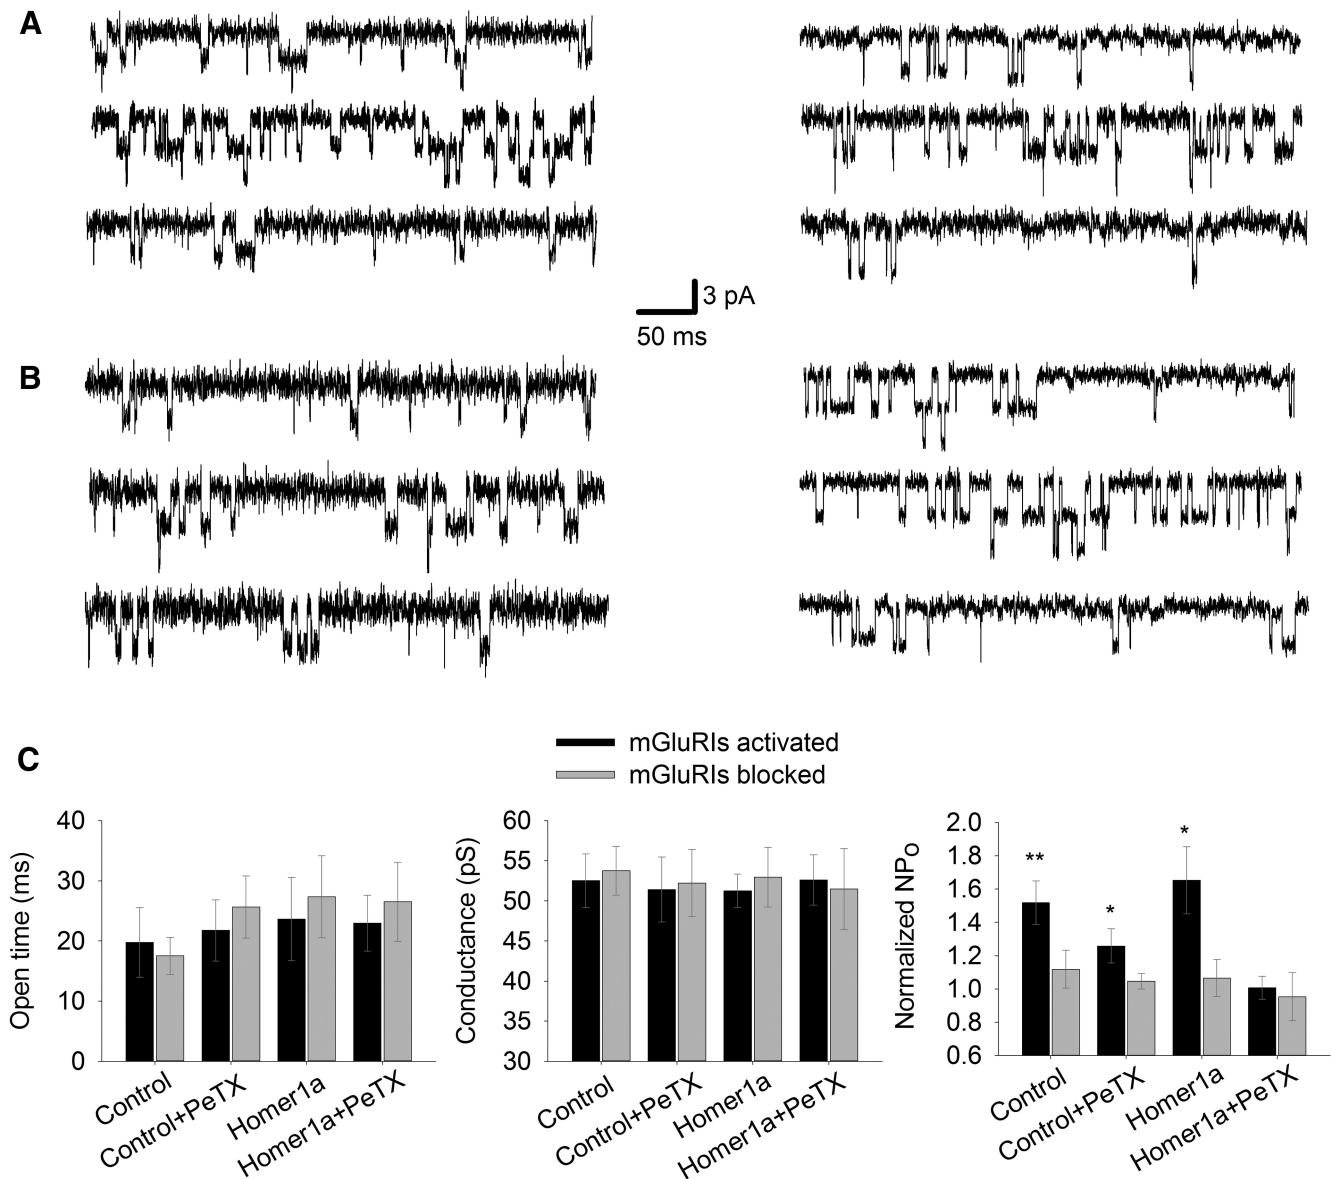 A
3 pA
50 ms
B
C
mGluRIs activated
mGluRIs blocked
Open time (ms)
40
30
20
10
0
Control
Control+PeTX
Homer1a
Homer1a+PeTX
Conductance (pS)
60
55
50
45
40
35
30
Control
Control+PeTX
Homer1a
Homer1a+PeTX
Normalized NPO
2.0
1.8
1.6
1.4
1.2
1.0
0.8
0.6
**
*
*
Control
Control+PeTX
Homer1a
Homer1a+PeTX